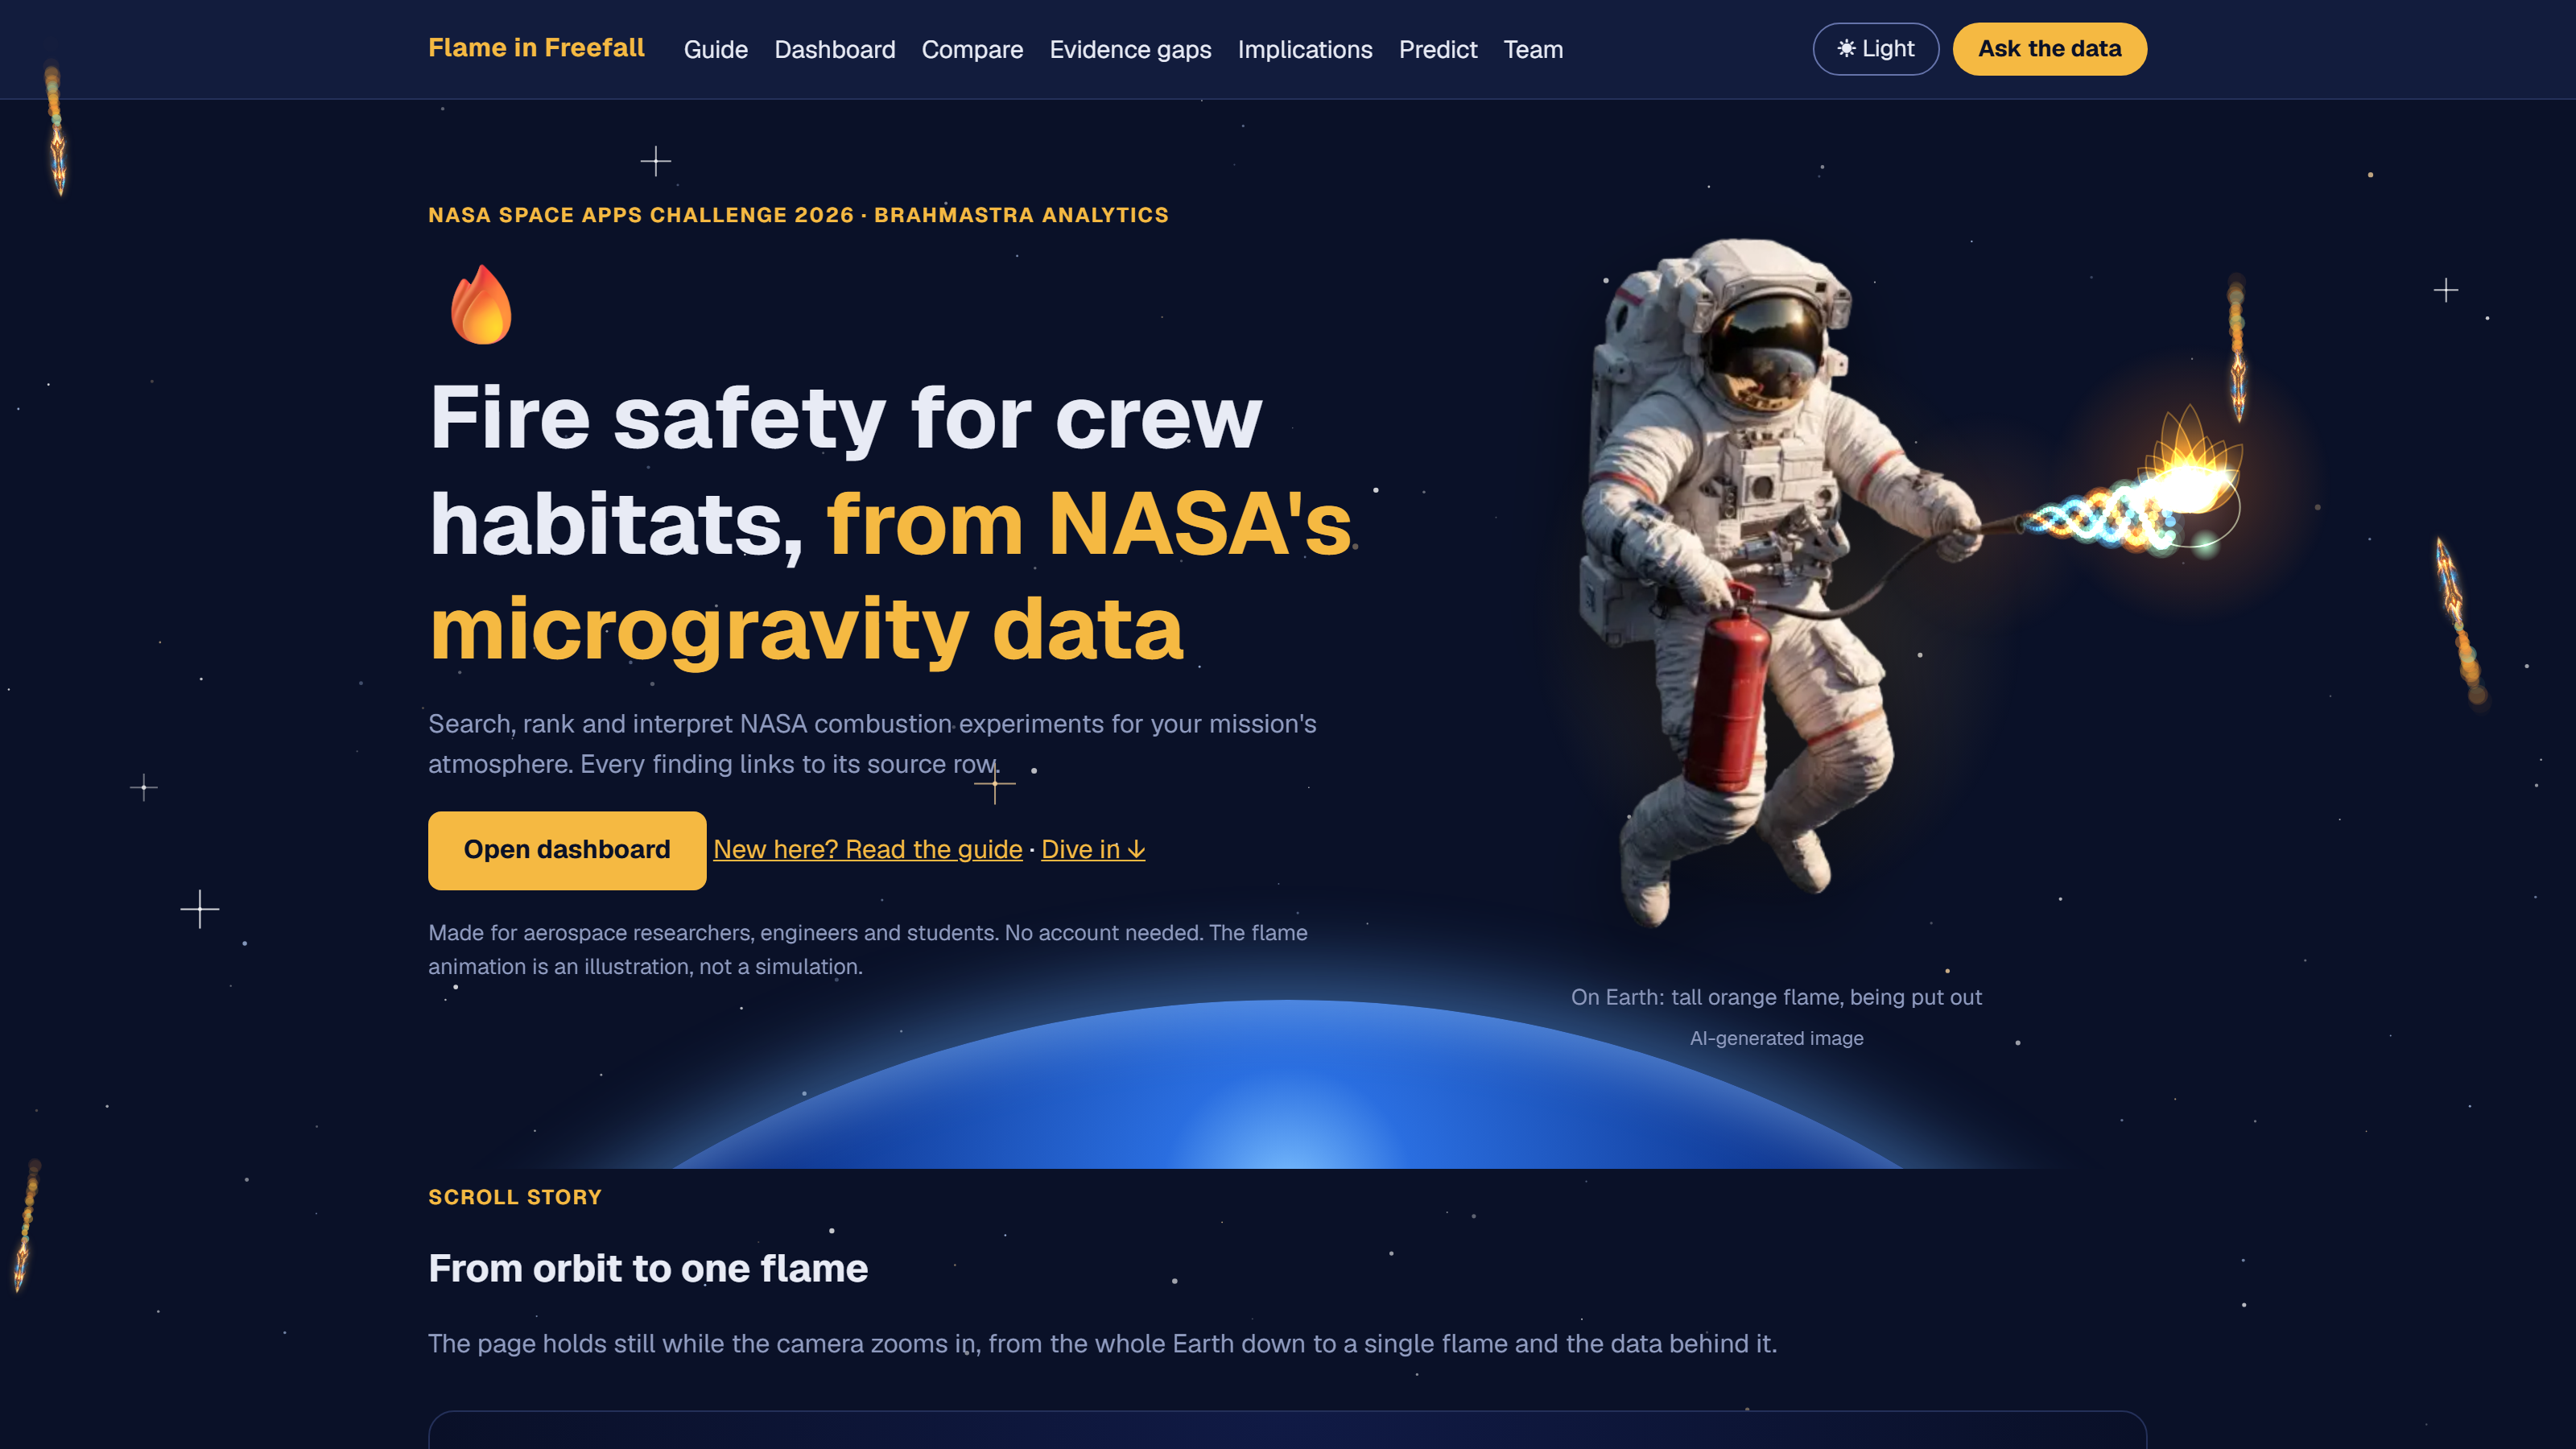 Flame in Freefall
Guide Dashboard Compare Evidence gaps Implications Predict Team
Light
Ask the data
NASA SPACE APPS CHALLENGE 2026 · BRAHMASTRA ANALYTICS
Fire safety for crew
habitats, from NASA's
microgravity data
Search, rank and interpret NASA combustion experiments for your mission's
atmosphere. Every finding links to its source row.
Open dashboard
New here? Read the guide · Dive in ↓
Made for aerospace researchers, engineers and students. No account needed. The flame
animation is an illustration, not a simulation.
On Earth: tall orange flame, being put out
AI-generated image
SCROLL STORY
From orbit to one flame
The page holds still while the camera zooms in, from the whole Earth down to a single flame and the data behind it.